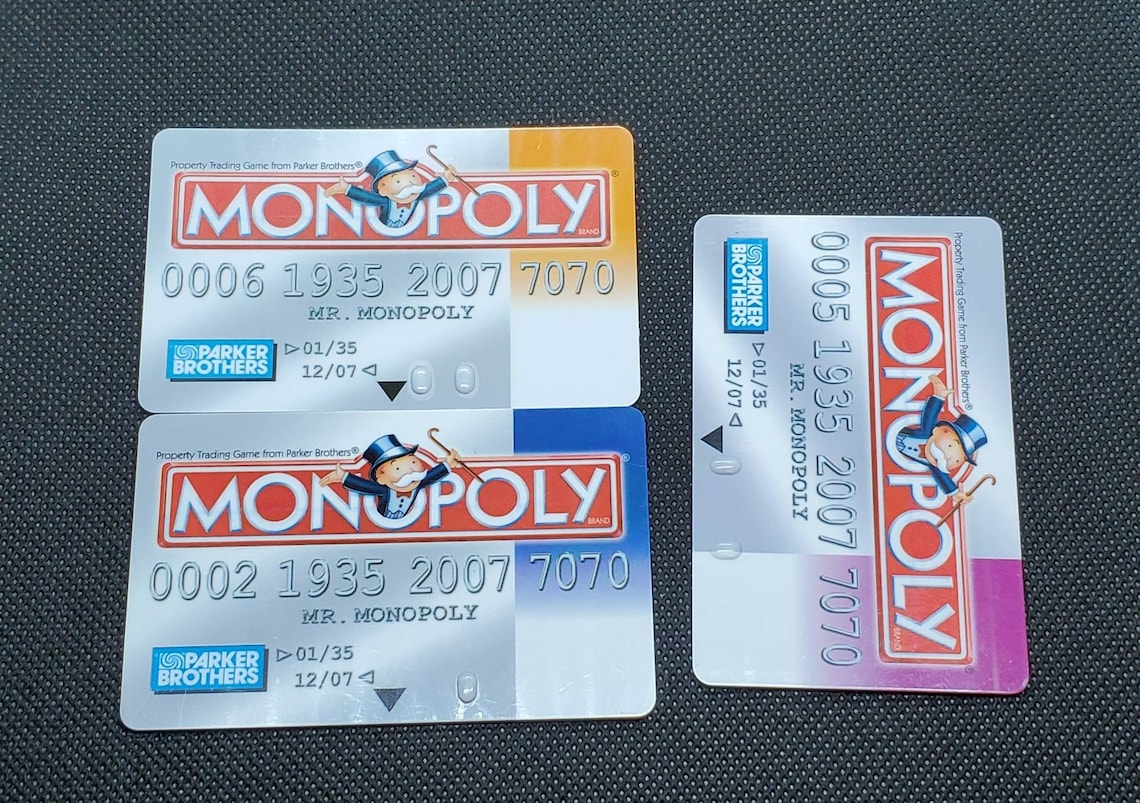 Property Trading Game from Parker Brothers®
MONOPOLY®
BRAND
0006 1935 2007 7070
MR. MONOPOLY
PARKER
BROTHERS
▷01/35
12/07◁
Property Trading Game from Parker Brothers®
MONOPOLY®
BRAND
0002 1935 2007 7070
MR. MONOPOLY
PARKER
BROTHERS
▷01/35
12/07◁
Property Trading Game from Parker Brothers®
MONOPOLY®
BRAND
0005 1935 2007 7070
MR. MONOPOLY
PARKER
BROTHERS
▷01/35
12/07◁